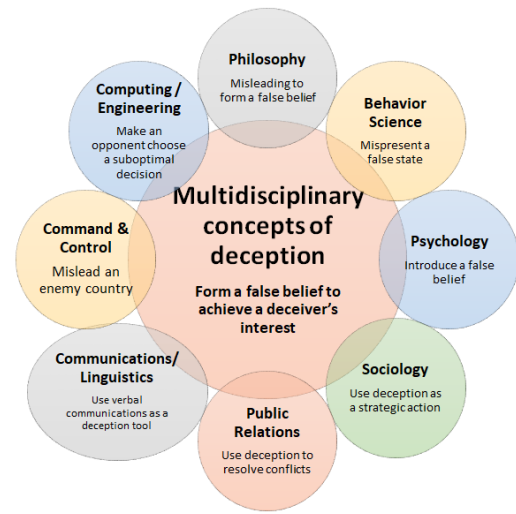 Philosophy
Misleading to
form a false belief
Computing /
Engineering
Make an
opponent choose
a suboptimal
decision
Behavior
Science
Mispresent a
false state
Multidisciplinary
concepts of
deception
Form a false belief to
achieve a deceiver's
interest
Command &
Control
Mislead an
enemy country
Psychology
Introduce a false
belief
Communications/
Linguistics
Use verbal
communications as a
deception tool
Sociology
Use deception as
a strategic action
Public
Relations
Use deception to
resolve conflicts